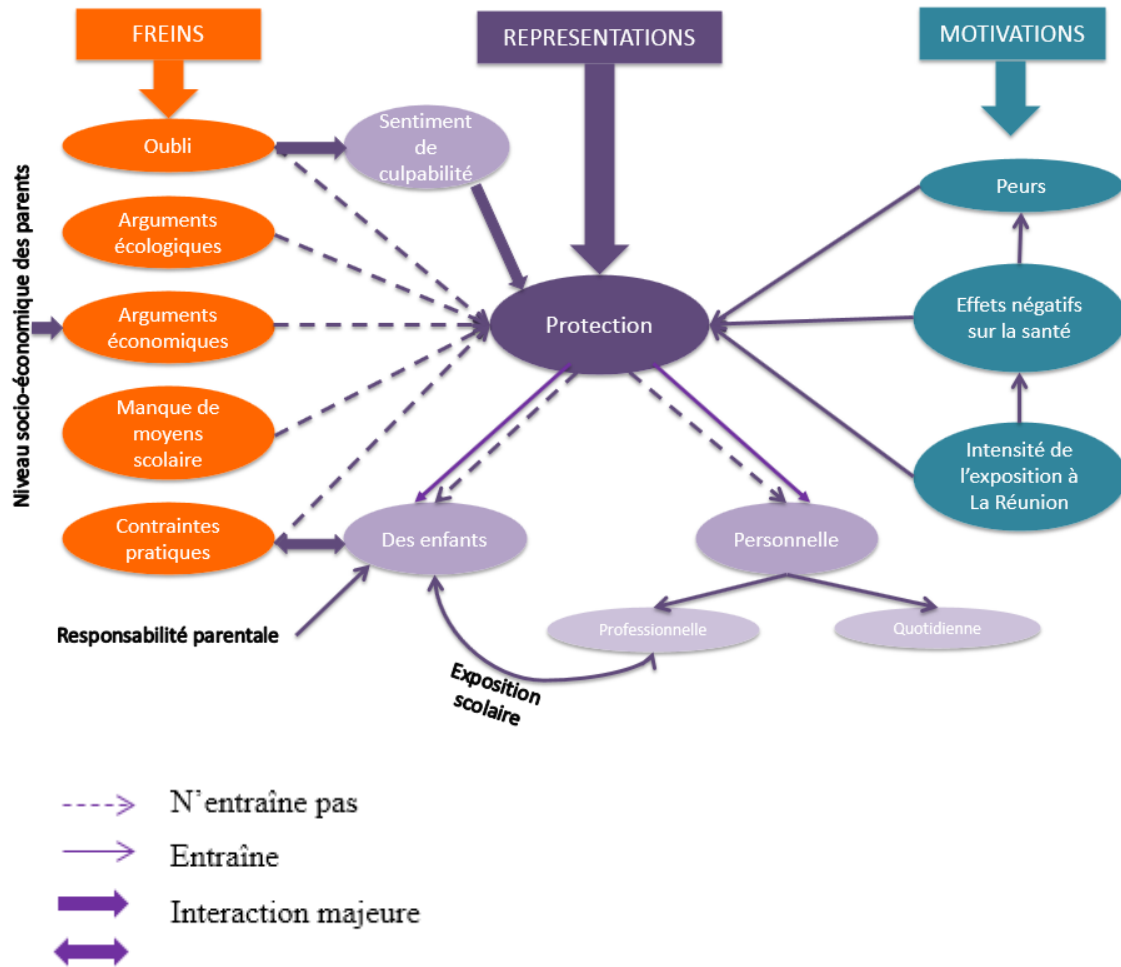 FREINS
REPRESENTATIONS
MOTIVATIONS
Oubli
Sentiment
de
culpabilité
Peurs
Arguments
écologiques
Niveau socio-économique des parents
Arguments
économiques
Protection
Effets négatifs
sur la santé
Manque de
moyens
scolaire
Intensité de
l'exposition à
La Réunion
Contraintes
pratiques
Des enfants
Personnelle
Responsabilité parentale
Professionnelle
Quotidienne
Exposition
scolaire
N'entraîne pas
Entraîne
Interaction majeure